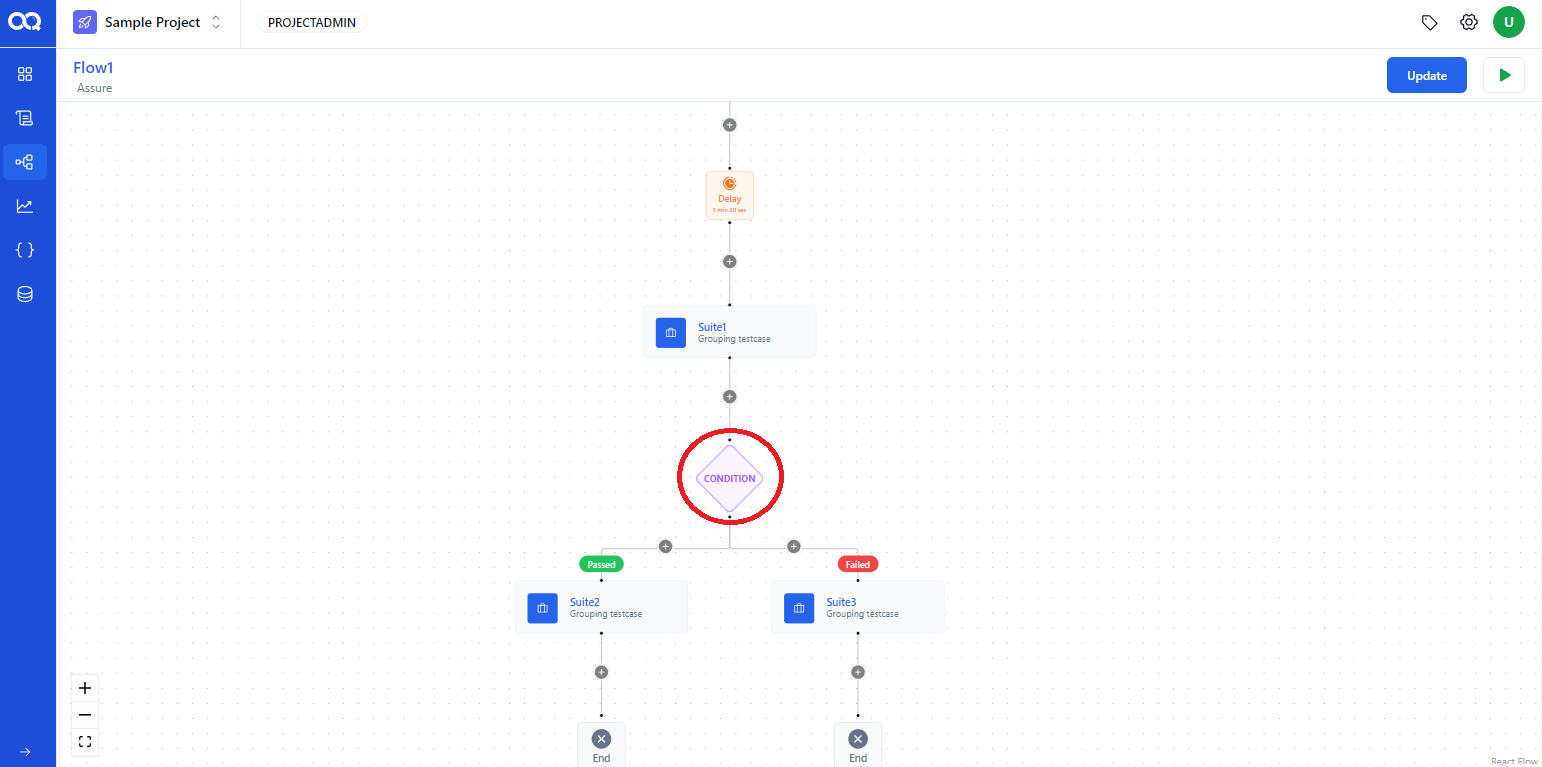 Sample Project
PROJECTADMIN
U
Flow1
Assure
Update
Delay
1 min 20 sec
Suite1
Grouping testcase
CONDITION
Passed
Failed
Suite2
Grouping testcase
Suite3
Grouping testcase
End
End
React Flow